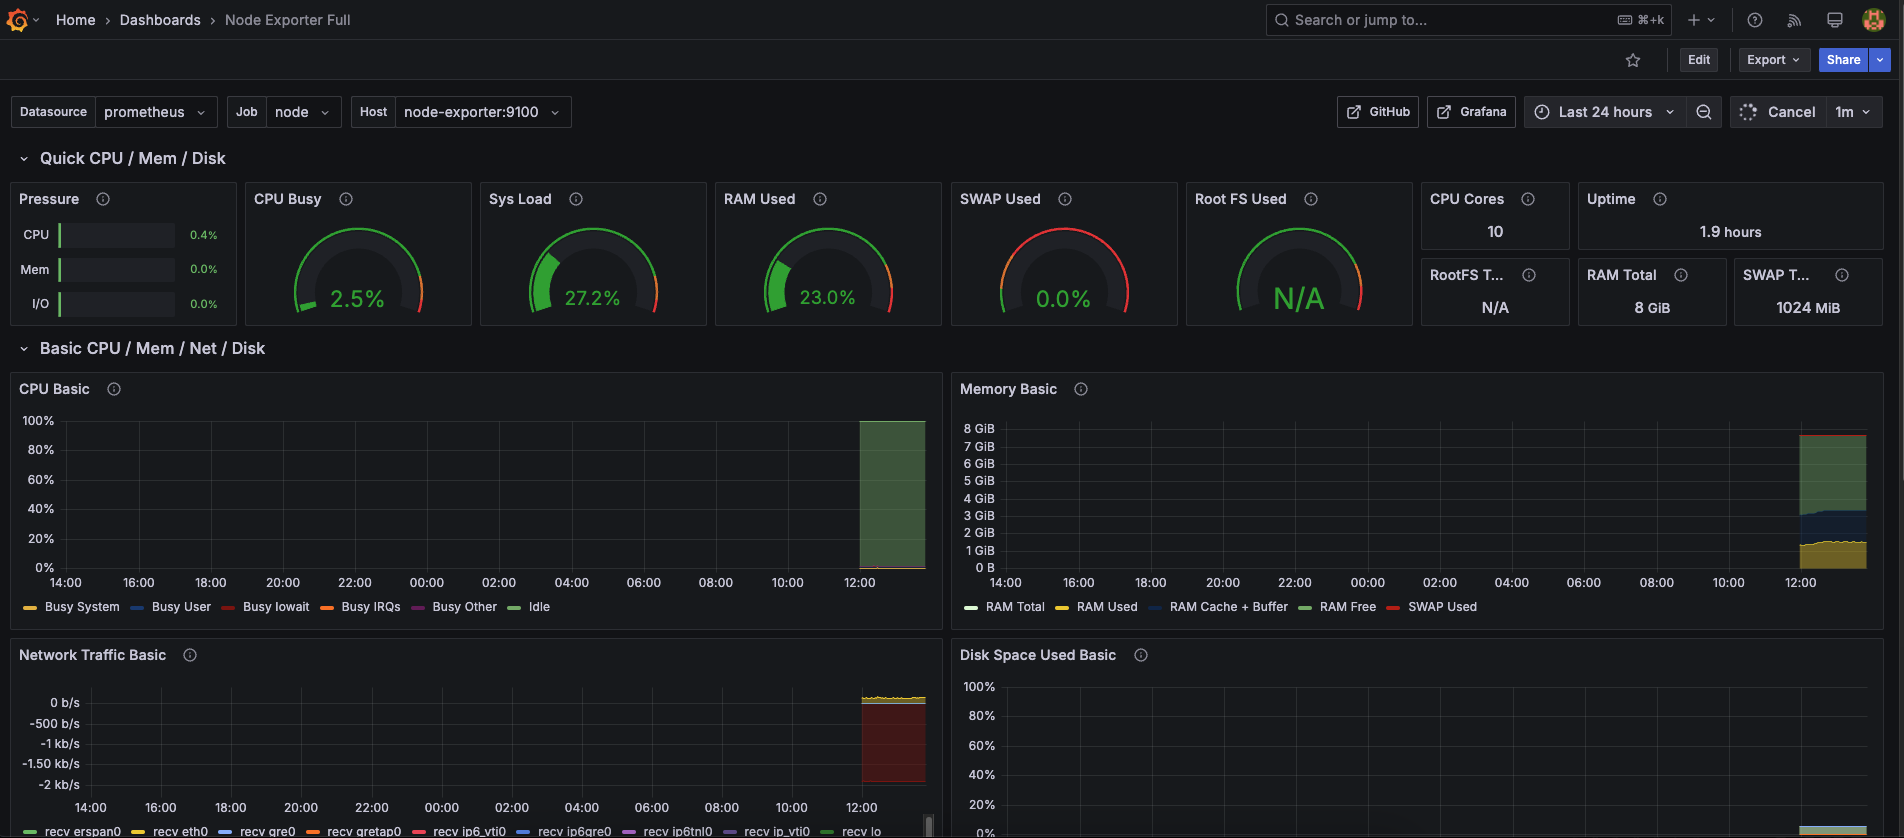 Home › Dashboards › Node Exporter Full
Search or jump to... ⌘+k
Edit Export Share
Datasource prometheus Job node Host node-exporter:9100 GitHub Grafana Last 24 hours Cancel 1m
Quick CPU / Mem / Disk
Pressure
CPU 0.4%
Mem 0.0%
I/O 0.0%
CPU Busy
2.5%
Sys Load
27.2%
RAM Used
23.0%
SWAP Used
0.0%
Root FS Used
N/A
CPU Cores
10
Uptime
1.9 hours
RootFS T...
N/A
RAM Total
8 GiB
SWAP T...
1024 MiB
Basic CPU / Mem / Net / Disk
CPU Basic
100%
80%
60%
40%
20%
0%
14:00 16:00 18:00 20:00 22:00 00:00 02:00 04:00 06:00 08:00 10:00 12:00
Busy System Busy User Busy Iowait Busy IRQs Busy Other Idle
Memory Basic
8 GiB
7 GiB
6 GiB
5 GiB
4 GiB
3 GiB
2 GiB
1 GiB
0 B
14:00 16:00 18:00 20:00 22:00 00:00 02:00 04:00 06:00 08:00 10:00 12:00
RAM Total RAM Used RAM Cache + Buffer RAM Free SWAP Used
Network Traffic Basic
0 b/s
-500 b/s
-1 kb/s
-1.50 kb/s
-2 kb/s
14:00 16:00 18:00 20:00 22:00 00:00 02:00 04:00 06:00 08:00 10:00 12:00
recv erspan0 recv eth0 recv gre0 recv gretap0 recv ip6_vti0 recv ip6gre0 recv ip6tnl0 recv ip_vti0 recv lo
Disk Space Used Basic
100%
80%
60%
40%
20%
0%